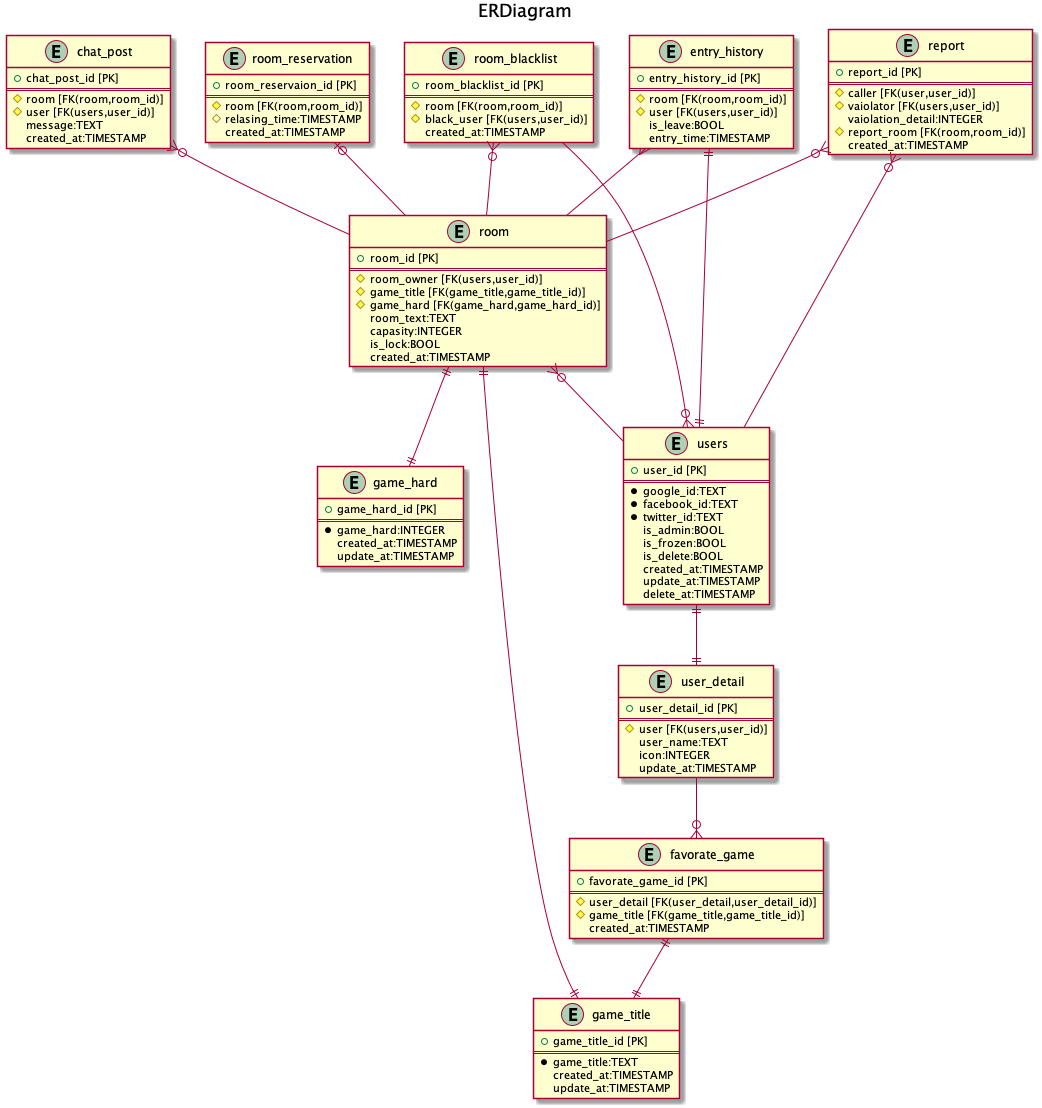 ERDiagram
E chat_post
chat_post_id [PK]
room [FK(room,room_id)]
user [FK(users,user_id)]
message:TEXT
created_at:TIMESTAMP
E room_reservation
room_reservaion_id [PK]
room [FK(room,room_id)]
relasing_time:TIMESTAMP
created_at:TIMESTAMP
E room_blacklist
room_blacklist_id [PK]
room [FK(room,room_id)]
black_user [FK(users,user_id)]
created_at:TIMESTAMP
E entry_history
entry_history_id [PK]
room [FK(room,room_id)]
user [FK(users,user_id)]
is_leave:BOOL
entry_time:TIMESTAMP
E report
report_id [PK]
caller [FK(user,user_id)]
vaiolator [FK(users,user_id)]
vaiolation_detail:INTEGER
report_room [FK(room,room_id)]
created_at:TIMESTAMP
E room
room_id [PK]
room_owner [FK(users,user_id)]
game_title [FK(game_title,game_title_id)]
game_hard [FK(game_hard,game_hard_id)]
room_text:TEXT
capasity:INTEGER
is_lock:BOOL
created_at:TIMESTAMP
E game_hard
game_hard_id [PK]
game_hard:INTEGER
created_at:TIMESTAMP
update_at:TIMESTAMP
E users
user_id [PK]
google_id:TEXT
facebook_id:TEXT
twitter_id:TEXT
is_admin:BOOL
is_frozen:BOOL
is_delete:BOOL
created_at:TIMESTAMP
update_at:TIMESTAMP
delete_at:TIMESTAMP
E user_detail
user_detail_id [PK]
user [FK(users,user_id)]
user_name:TEXT
icon:INTEGER
update_at:TIMESTAMP
E favorate_game
favorate_game_id [PK]
user_detail [FK(user_detail,user_detail_id)]
game_title [FK(game_title,game_title_id)]
created_at:TIMESTAMP
E game_title
game_title_id [PK]
game_title:TEXT
created_at:TIMESTAMP
update_at:TIMESTAMP